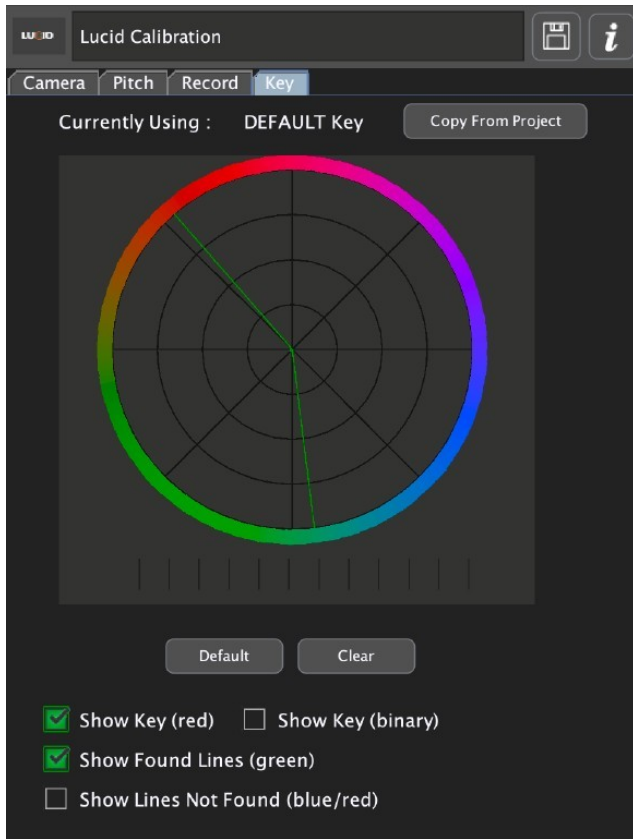 LUCID Lucid Calibration i
Camera Pitch Record Key
Currently Using : DEFAULT Key Copy From Project
Default Clear
Show Key (red) Show Key (binary)
Show Found Lines (green)
Show Lines Not Found (blue/red)